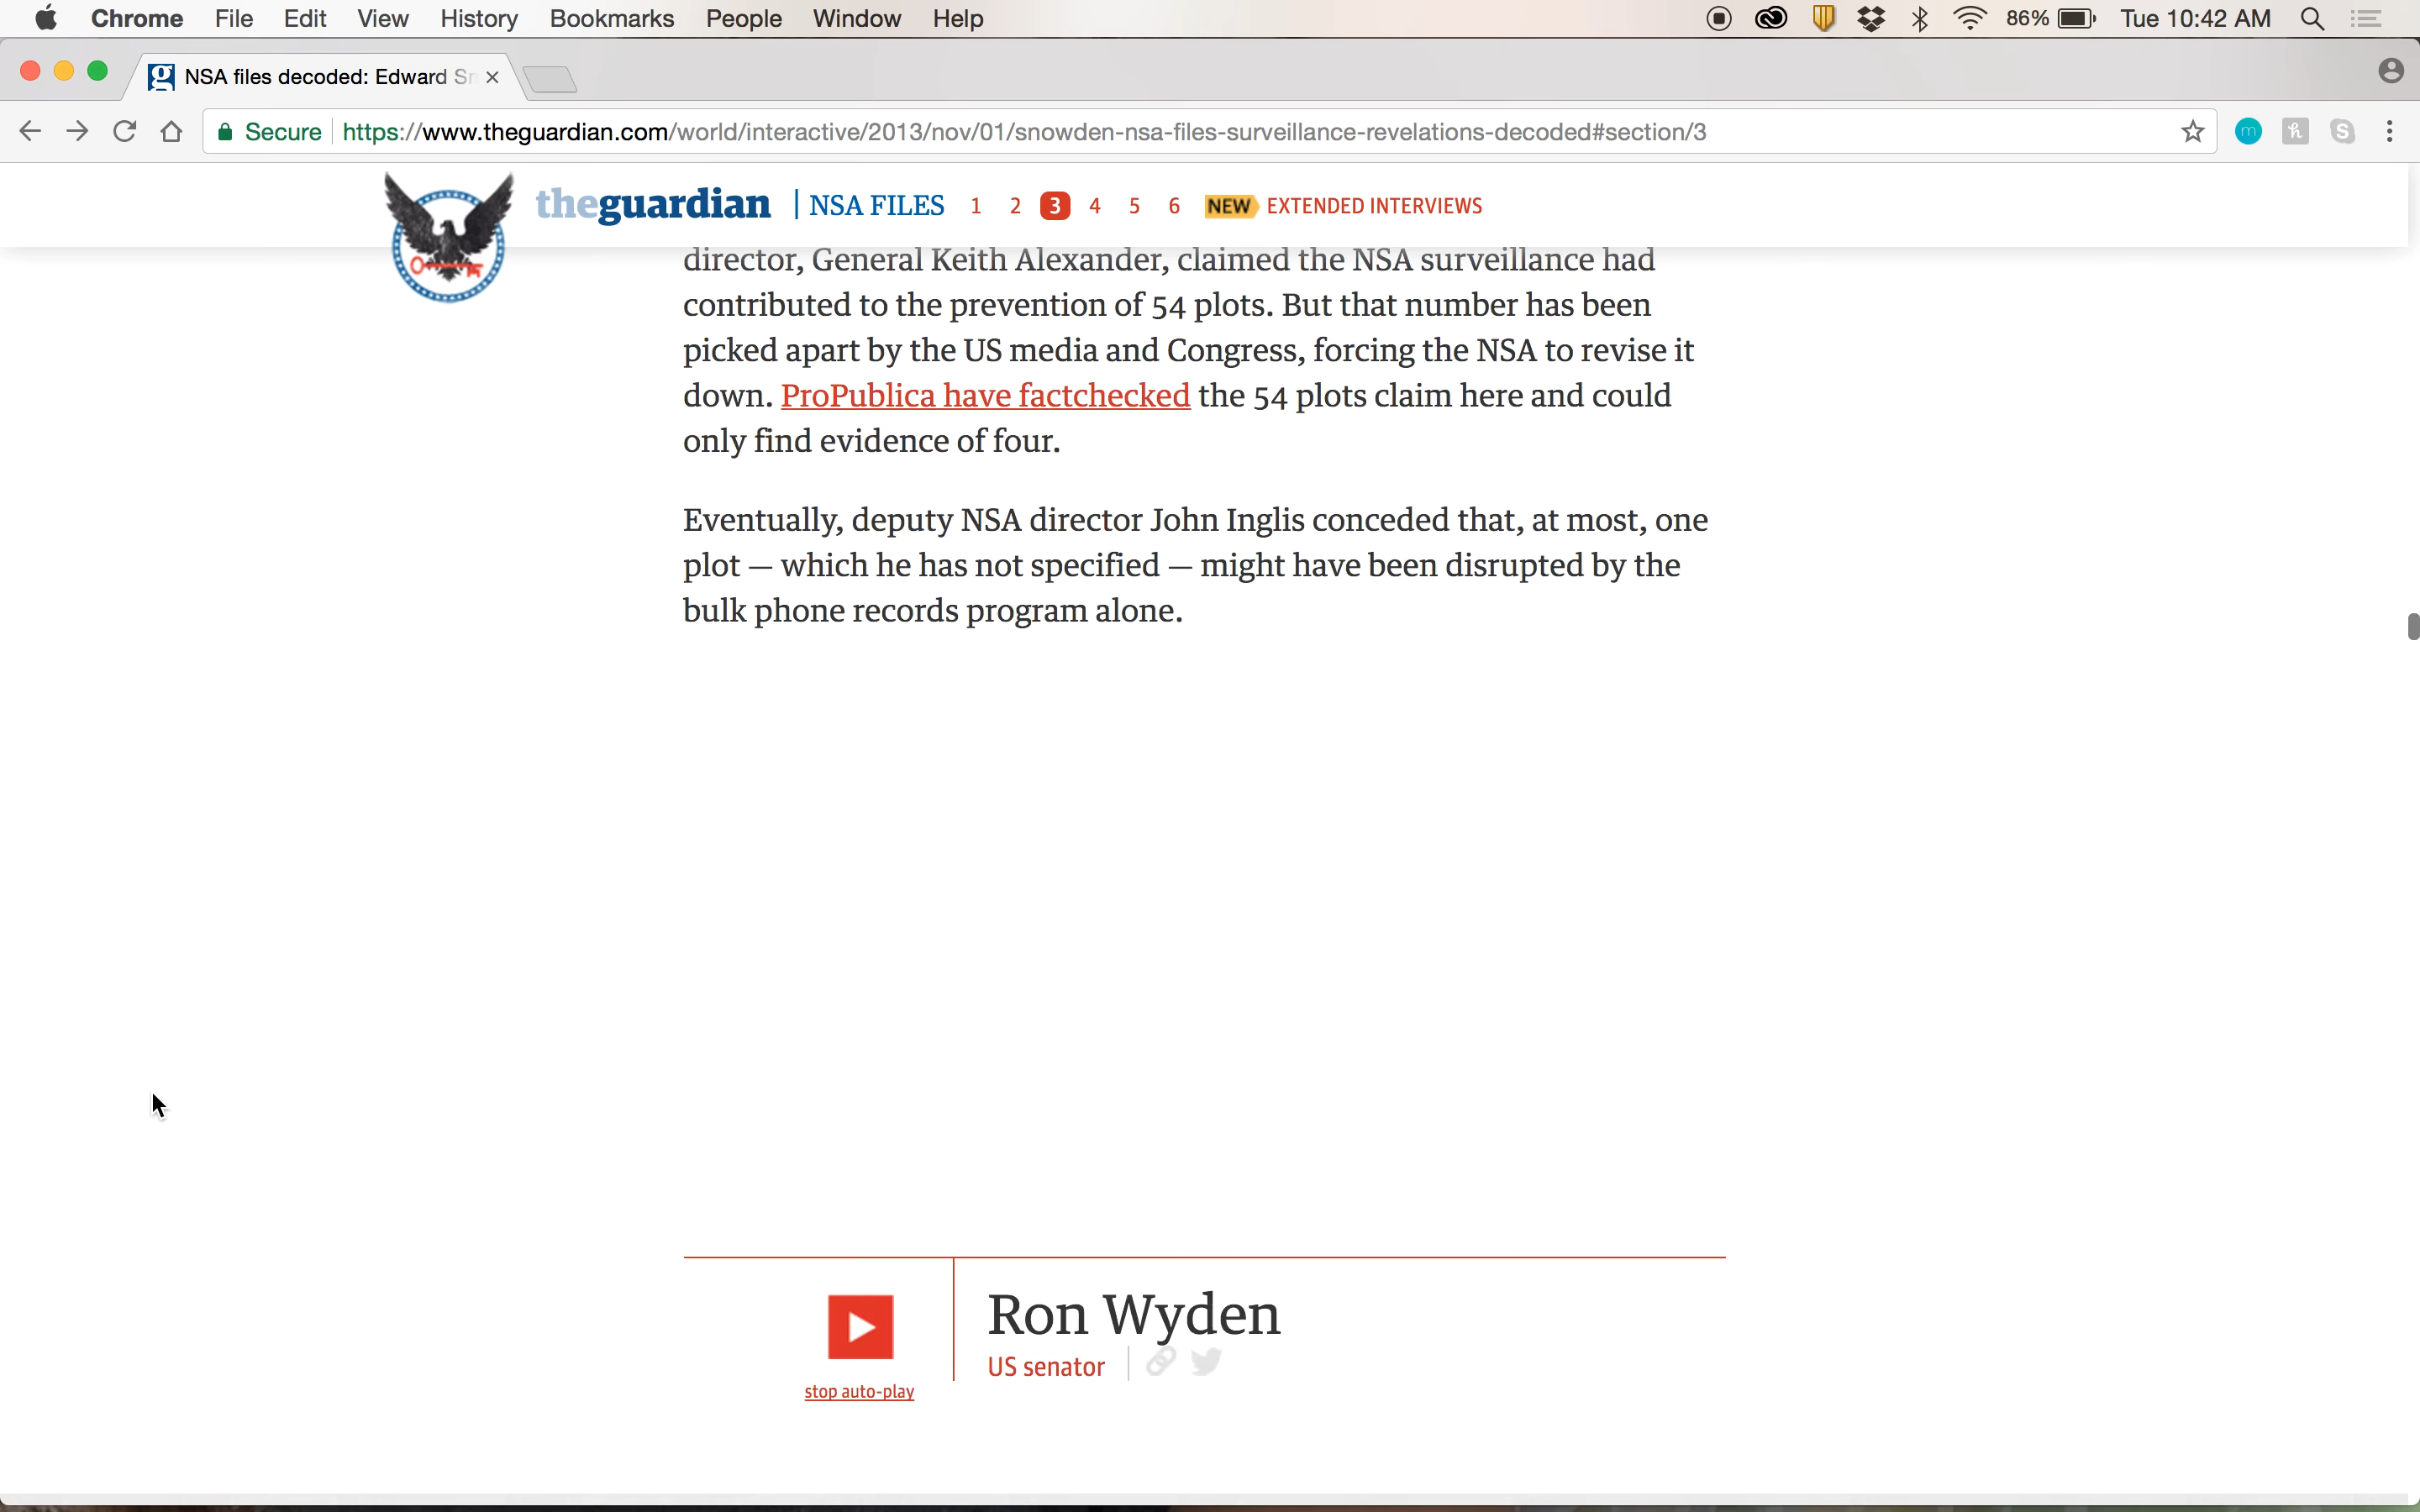 Chrome File Edit View History Bookmarks People Window Help 86% Tue 10:42 AM
NSA files decoded: Edward Sn
Secure https://www.theguardian.com/world/interactive/2013/nov/01/snowden-nsa-files-surveillance-revelations-decoded#section/3
theguardian | NSA FILES 1 2 3 4 5 6 NEW EXTENDED INTERVIEWS
director, General Keith Alexander, claimed the NSA surveillance had
contributed to the prevention of 54 plots. But that number has been
picked apart by the US media and Congress, forcing the NSA to revise it
down. ProPublica have factchecked the 54 plots claim here and could
only find evidence of four.
Eventually, deputy NSA director John Inglis conceded that, at most, one
plot — which he has not specified — might have been disrupted by the
bulk phone records program alone.
Ron Wyden
US senator
stop auto-play